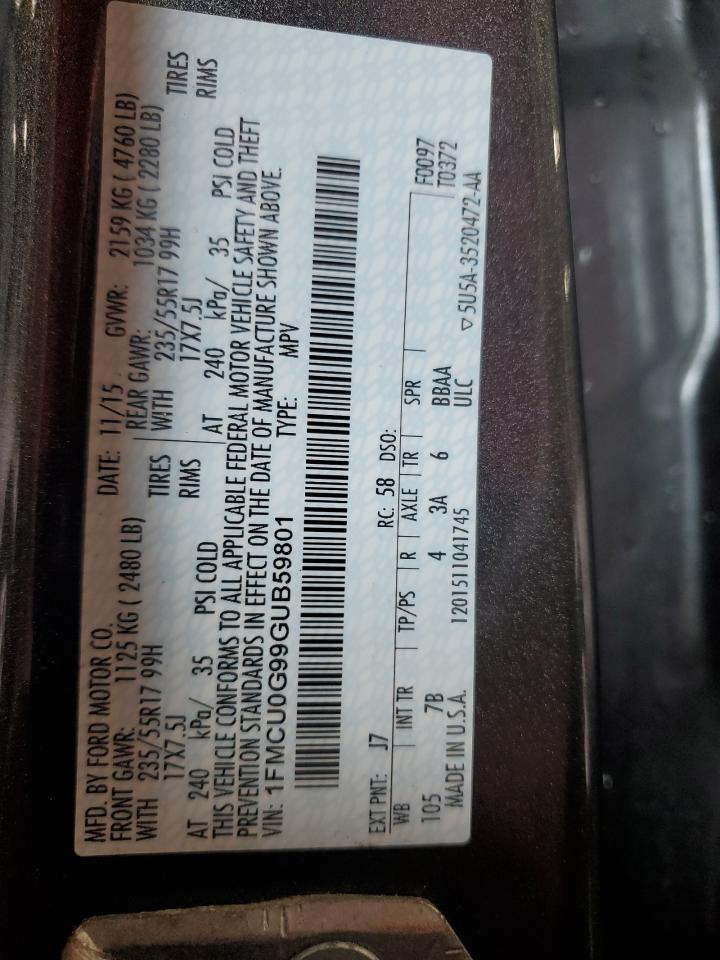 MFD. BY FORD MOTOR CO. DATE: 11/15 GVWR: 2159 KG ( 4760 LB)
FRONT GAWR: 1125 KG ( 2480 LB) REAR GAWR: 1034 KG ( 2280 LB)
WITH 235/55R17 99H TIRES WITH 235/55R17 99H TIRES
17X7.5J RIMS 17X7.5J RIMS
AT 240 kPa/ 35 PSI COLD AT 240 kPa/ 35 PSI COLD
THIS VEHICLE CONFORMS TO ALL APPLICABLE FEDERAL MOTOR VEHICLE SAFETY AND THEFT
PREVENTION STANDARDS IN EFFECT ON THE DATE OF MANUFACTURE SHOWN ABOVE.
VIN: 1FMCU0G99GUB59801 TYPE: MPV
EXT PNT: J7 RC: 58 DSO:
WB INT TR TP/PS R AXLE TR SPR F0097
105 7B 4 3A 6 BBAA T0372
ULC
MADE IN U.S.A. 1201511041745 ▽ 5U5A-3520472-AA